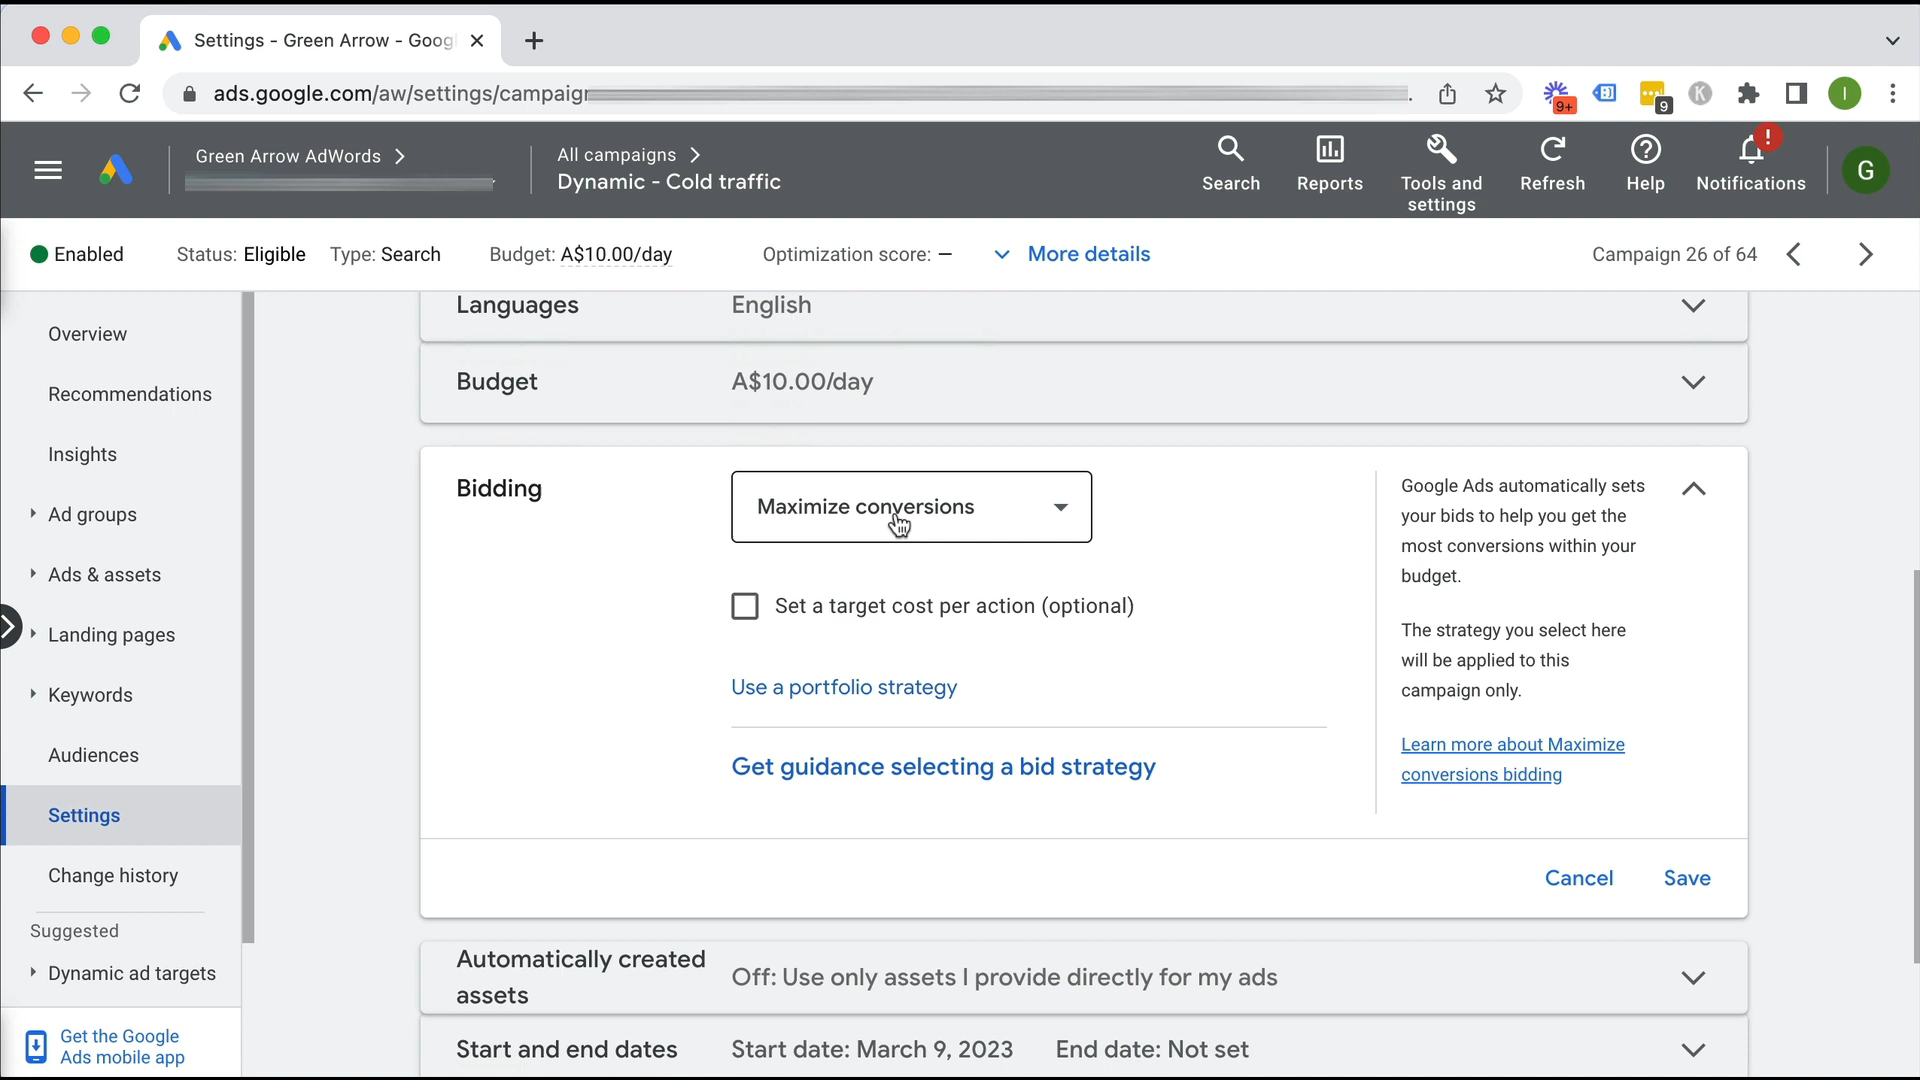 Settings - Green Arrow - Goog
ads.google.com/aw/settings/campaign
9+
9
K
I
Green Arrow AdWords
All campaigns
Dynamic - Cold traffic
Search
Reports
Tools and
settings
Refresh
Help
Notifications
!
G
Enabled
Status: Eligible
Type: Search
Budget: A$10.00/day
Optimization score: –
More details
Campaign 26 of 64
Overview
Recommendations
Insights
Ad groups
Ads & assets
Landing pages
Keywords
Audiences
Settings
Change history
Suggested
Dynamic ad targets
Get the Google
Ads mobile app
Languages
English
Budget
A$10.00/day
Bidding
Maximize conversions
Set a target cost per action (optional)
Use a portfolio strategy
Get guidance selecting a bid strategy
Google Ads automatically sets
your bids to help you get the
most conversions within your
budget.
The strategy you select here
will be applied to this
campaign only.
Learn more about Maximize
conversions bidding
Cancel
Save
Automatically created
assets
Off: Use only assets I provide directly for my ads
Start and end dates
Start date: March 9, 2023
End date: Not set